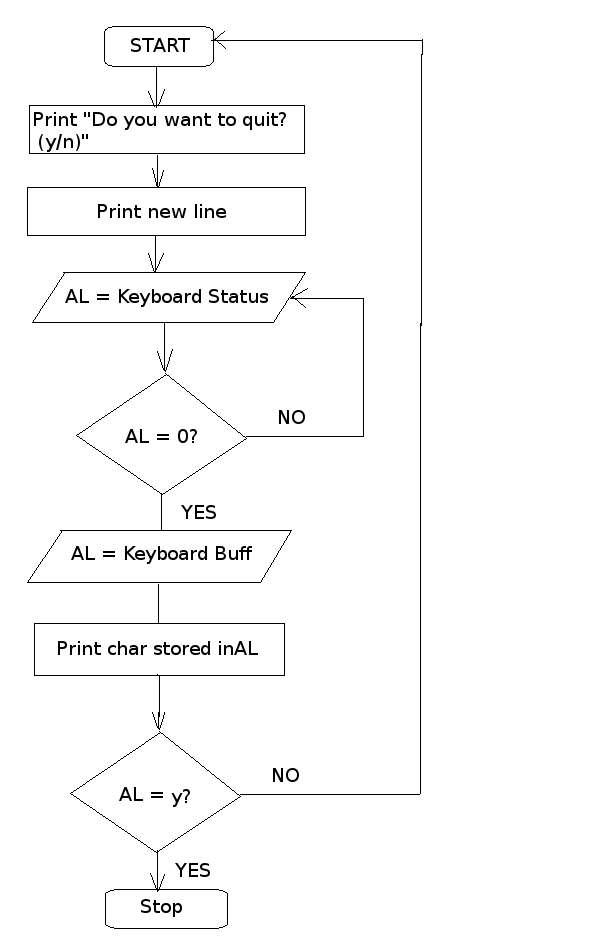 START
Print "Do you want to quit?
(y/n)"
Print new line
AL = Keyboard Status
AL = 0?
NO
YES
AL = Keyboard Buff
Print char stored inAL
AL = y?
NO
YES
Stop